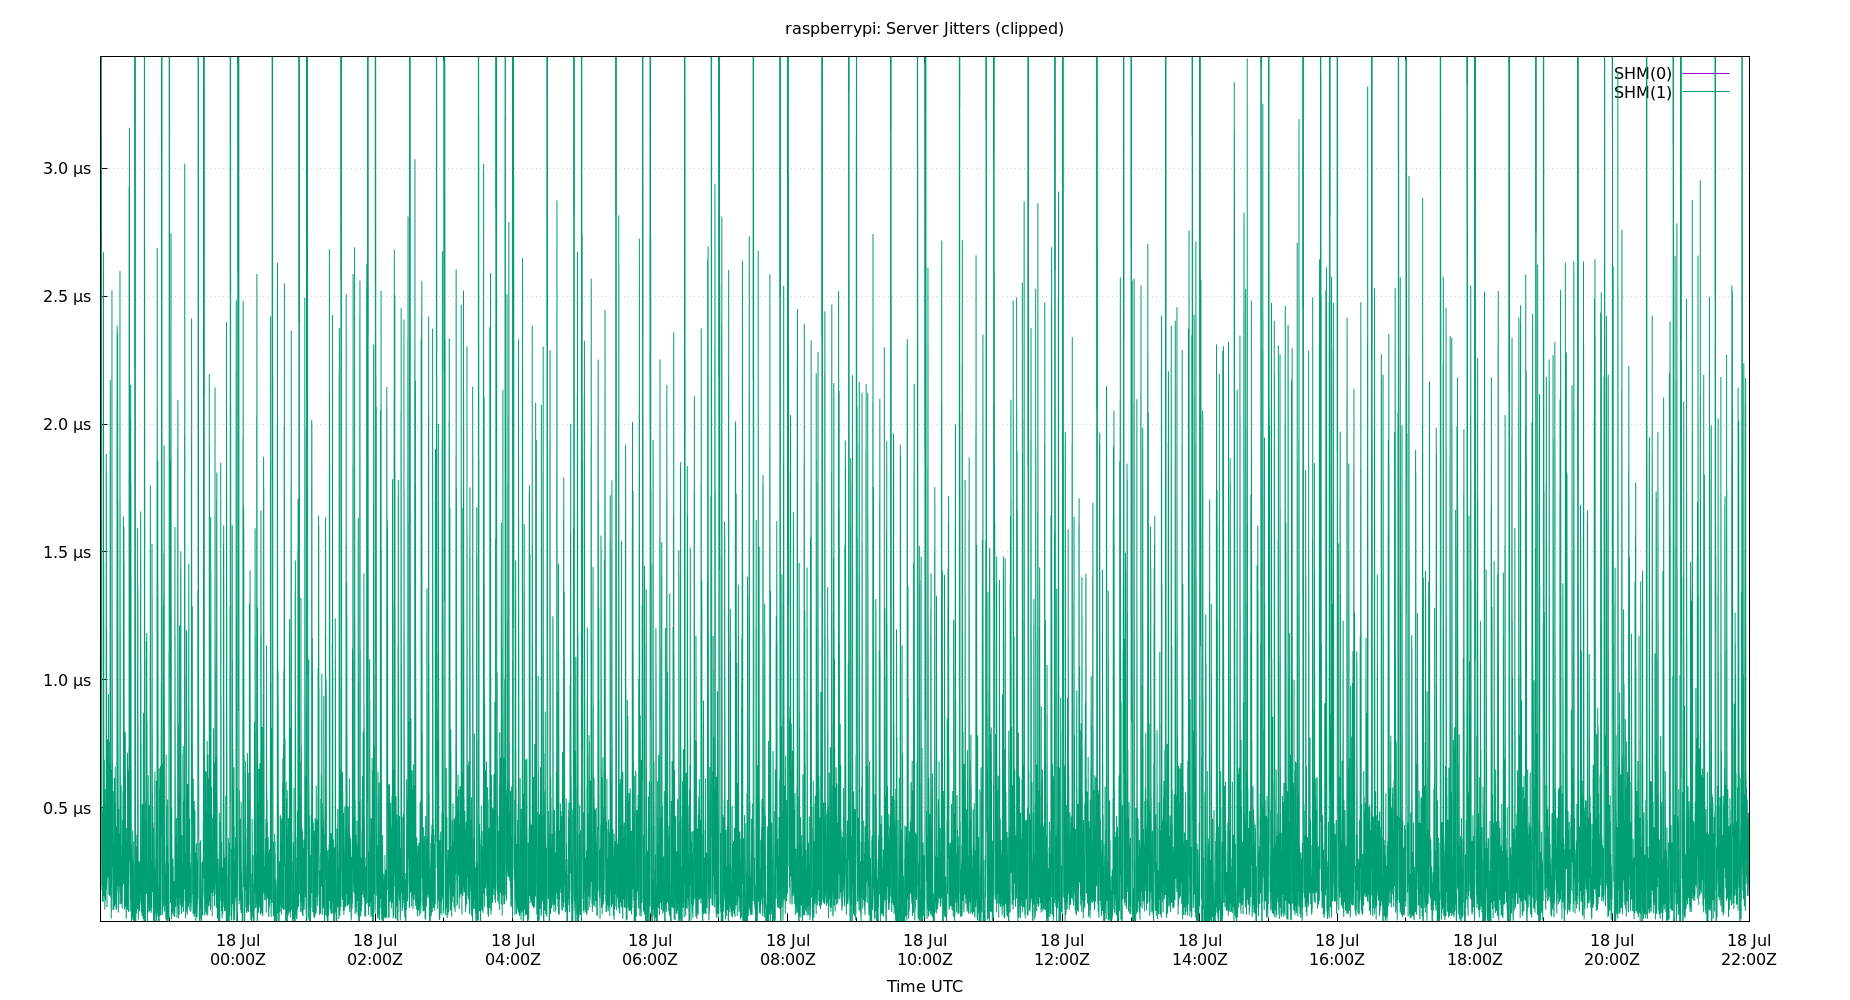 raspberrypi: Server Jitters (clipped)
SHM(0)
SHM(1)
3.0 µs
2.5 µs
2.0 µs
1.5 µs
1.0 µs
0.5 µs
18 Jul 18 Jul 18 Jul 18 Jul 18 Jul 18 Jul 18 Jul 18 Jul 18 Jul 18 Jul 18 Jul 18 Jul
00:00Z 02:00Z 04:00Z 06:00Z 08:00Z 10:00Z 12:00Z 14:00Z 16:00Z 18:00Z 20:00Z 22:00Z
Time UTC